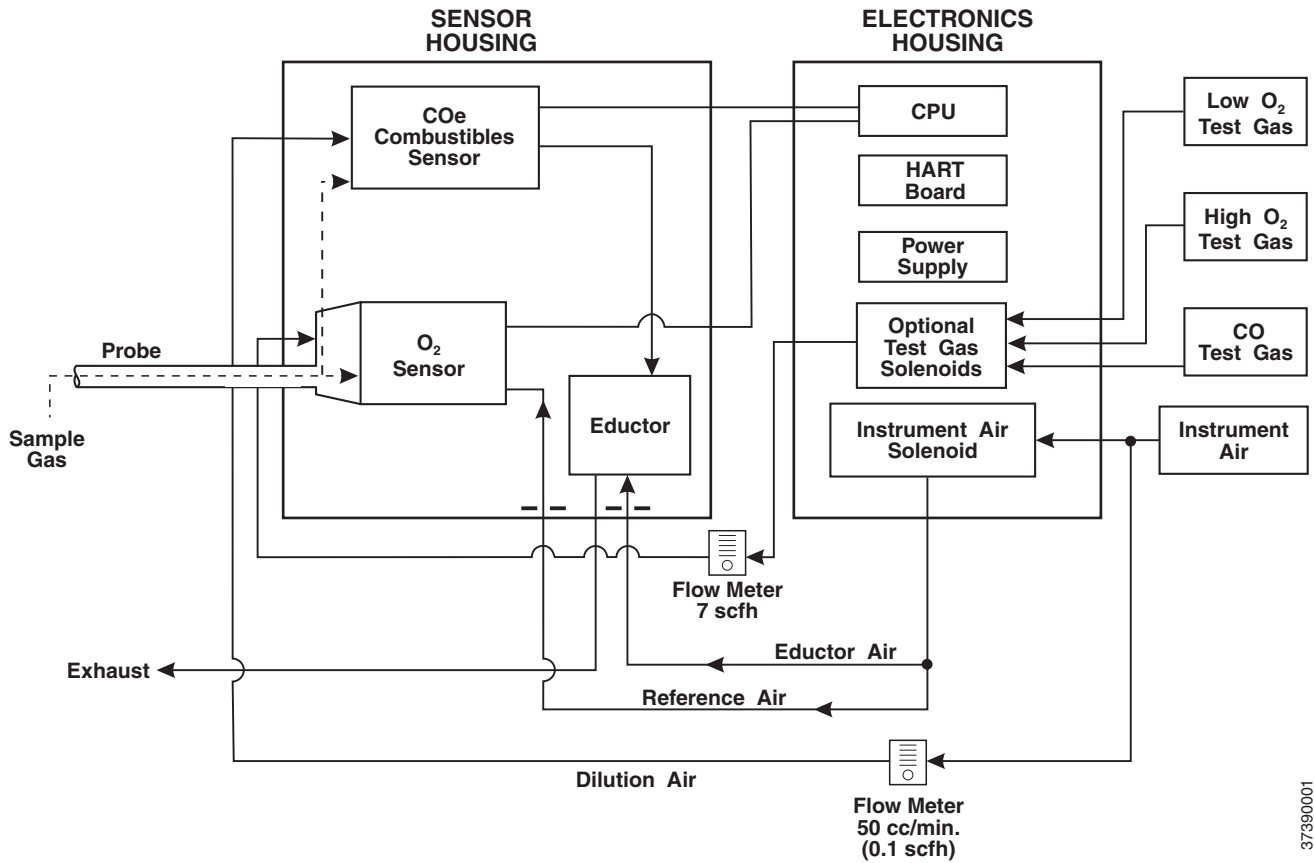 SENSOR
HOUSING
ELECTRONICS
HOUSING
COe
Combustibles
Sensor
CPU
HART
Board
Power
Supply
Low O₂
Test Gas
High O₂
Test Gas
Optional
Test Gas
Solenoids
CO
Test Gas
Probe
O₂
Sensor
Sample
Gas
Eductor
Instrument Air
Solenoid
Instrument
Air
Flow Meter
7 scfh
Eductor Air
Exhaust
Reference Air
Dilution Air
Flow Meter
50 cc/min.
(0.1 scfh)
37390001